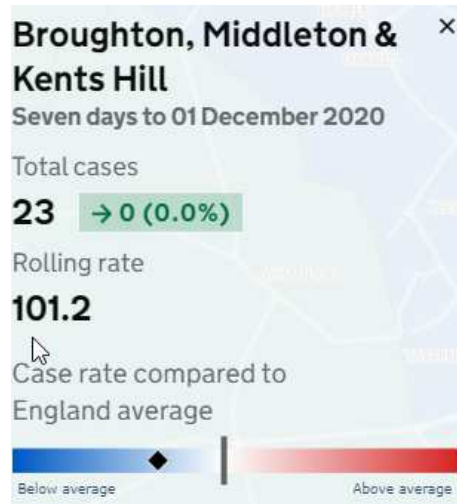 Broughton, Middleton & ×
Kents Hill
Seven days to 01 December 2020
Total cases
23 → 0 (0.0%)
Rolling rate
101.2
Case rate compared to
England average
Below average Above average